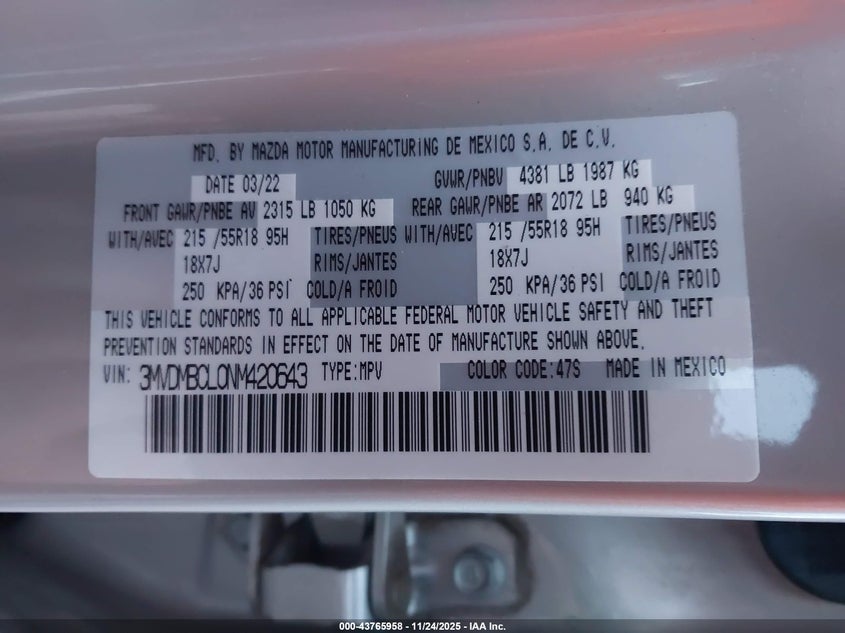 MFD. BY MAZDA MOTOR MANUFACTURING DE MEXICO S.A. DE C.V.
DATE 03/22 GVWR/PNBV 4381 LB 1987 KG
FRONT GAWR/PNBE AV 2315 LB 1050 KG REAR GAWR/PNBE AR 2072 LB 940 KG
WITH/AVEC 215 /55R18 95H TIRES/PNEUS WITH/AVEC 215 /55R18 95H TIRES/PNEUS
18X7J RIMS/JANTES 18X7J RIMS/JANTES
250 KPA/36 PSI COLD/A FROID 250 KPA/36 PSI COLD/A FROID
THIS VEHICLE CONFORMS TO ALL APPLICABLE FEDERAL MOTOR VEHICLE SAFETY AND THEFT
PREVENTION STANDARDS IN EFFECT ON THE DATE OF MANUFACTURE SHOWN ABOVE.
VIN: 3MVDMBCL0NM420643 TYPE:MPV COLOR CODE:47S MADE IN MEXICO
000-43765958 - 11/24/2025 - IAA Inc.